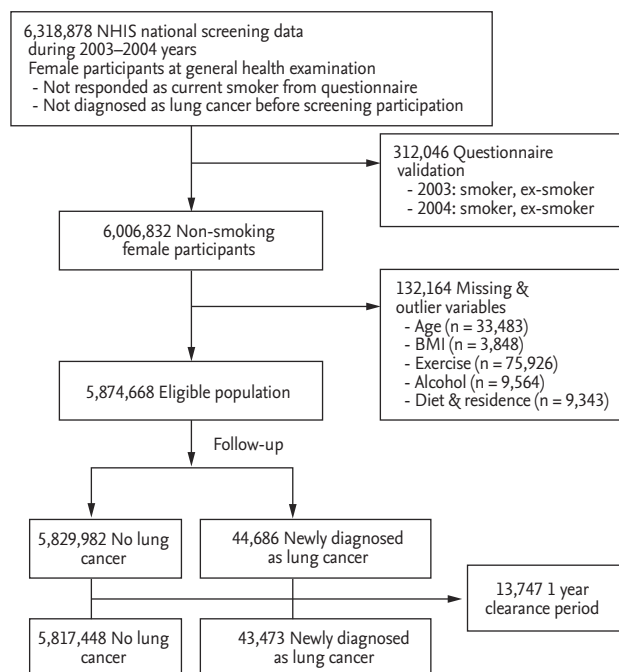 6,318,878 NHIS national screening data
during 2003–2004 years
Female participants at general health examination
- Not responded as current smoker from questionnaire
- Not diagnosed as lung cancer before screening participation
312,046 Questionnaire
validation
- 2003: smoker, ex-smoker
- 2004: smoker, ex-smoker
6,006,832 Non-smoking
female participants
132,164 Missing &
outlier variables
- Age (n = 33,483)
- BMI (n = 3,848)
- Exercise (n = 75,926)
- Alcohol (n = 9,564)
- Diet & residence (n = 9,343)
5,874,668 Eligible population
Follow-up
5,829,982 No lung
cancer
44,686 Newly diagnosed
as lung cancer
13,747 1 year
clearance period
5,817,448 No lung
cancer
43,473 Newly diagnosed
as lung cancer